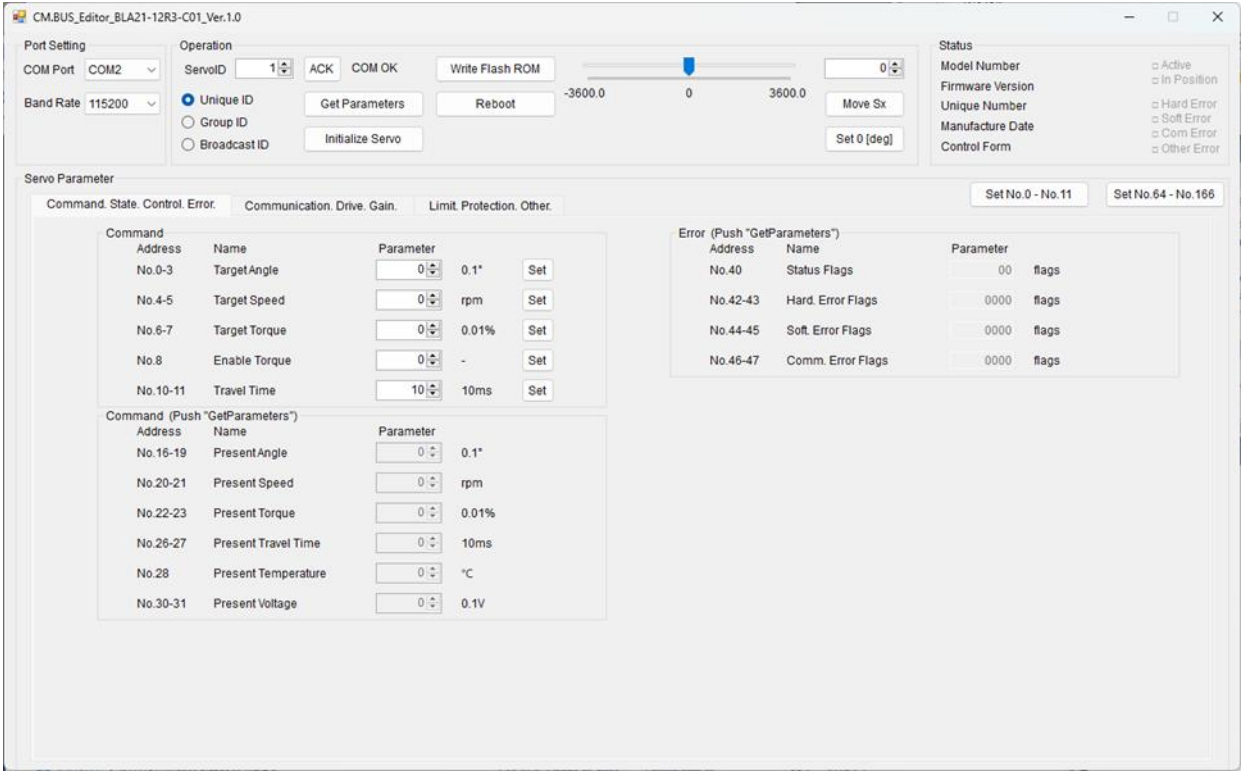 CM.BUS_Editor_BLA21-12R3-C01_Ver.1.0
Port Setting
COM Port COM2
Band Rate 115200
Operation
ServoID 1 ACK COM OK Write Flash ROM
Unique ID Get Parameters Reboot
Group ID
Broadcast ID Initialize Servo
-3600.0 0 3600.0
0
Move Sx
Set 0 [deg]
Status
Model Number
Firmware Version
Unique Number
Manufacture Date
Control Form
Active
In Position
Hard Error
Soft Error
Com Error
Other Error
Servo Parameter
Set No.0 - No.11 Set No.64 - No.166
Command. State. Control. Error. Communication. Drive. Gain. Limit. Protection. Other.
Command
Address Name Parameter
No.0-3 Target Angle 0 0.1° Set
No.4-5 Target Speed 0 rpm Set
No.6-7 Target Torque 0 0.01% Set
No.8 Enable Torque 0 - Set
No.10-11 Travel Time 10 10ms Set
Command (Push "GetParameters")
Address Name Parameter
No.16-19 Present Angle 0 0.1°
No.20-21 Present Speed 0 rpm
No.22-23 Present Torque 0 0.01%
No.26-27 Present Travel Time 0 10ms
No.28 Present Temperature 0 °C
No.30-31 Present Voltage 0 0.1V
Error (Push "GetParameters")
Address Name Parameter
No.40 Status Flags 00 flags
No.42-43 Hard. Error Flags 0000 flags
No.44-45 Soft. Error Flags 0000 flags
No.46-47 Comm. Error Flags 0000 flags